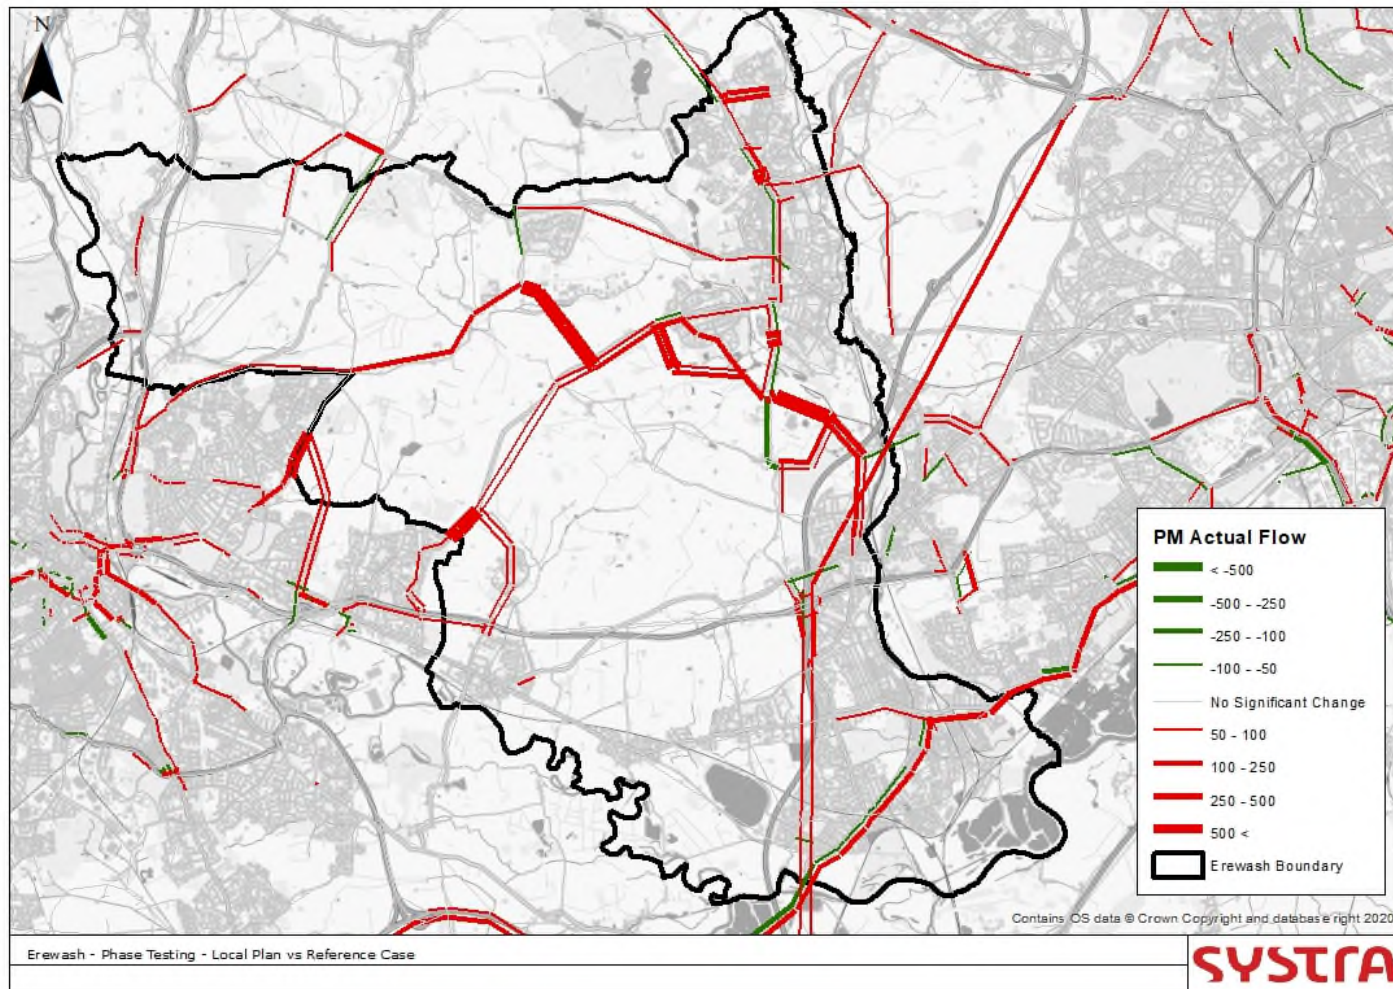 N
PM Actual Flow
< -500
-500 - -250
-250 - -100
-100 - -50
No Significant Change
50 - 100
100 - 250
250 - 500
500 <
Erewash Boundary
Contains OS data © Crown Copyright and database right 2020
Erewash - Phase Testing - Local Plan vs Reference Case
SYSTRA